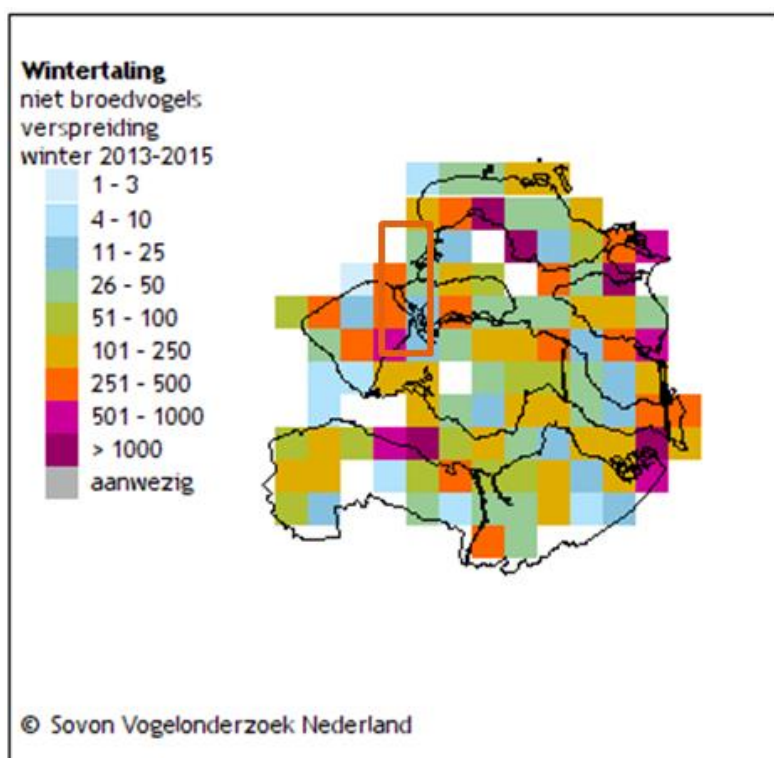 Wintertaling
niet broedvogels
verspreiding
winter 2013-2015
1 - 3
4 - 10
11 - 25
26 - 50
51 - 100
101 - 250
251 - 500
501 - 1000
> 1000
aanwezig
© Sovon Vogelonderzoek Nederland